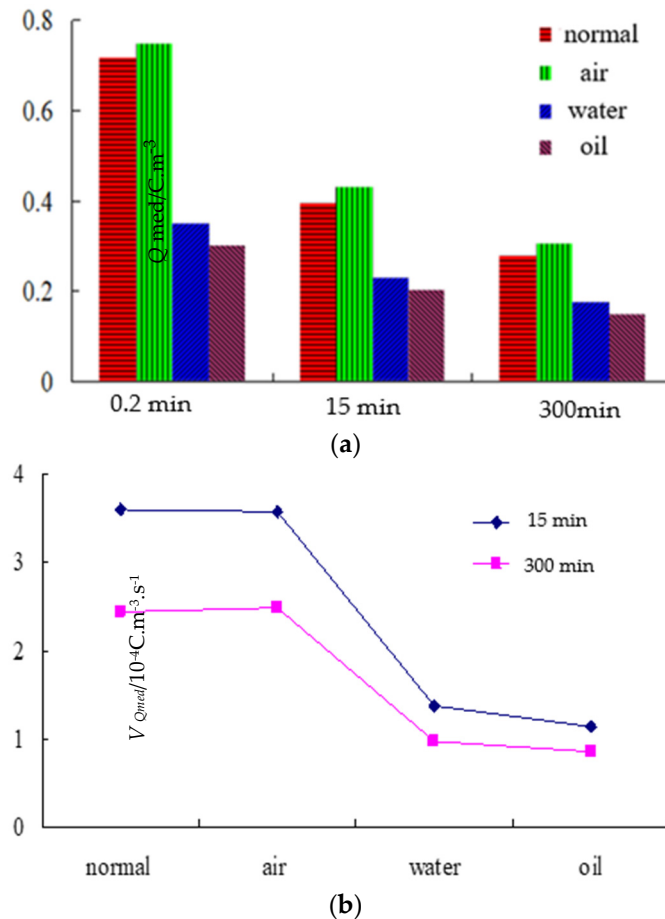 0.8
0.6
0.4
0.2
0
normal
air
water
oil
Q med/C.m-3
0.2 min
15 min
300min
(a)
4
3
2
1
0
15 min
300 min
V Qmed/10-4C.m-3.s-1
normal
air
water
oil
(b)